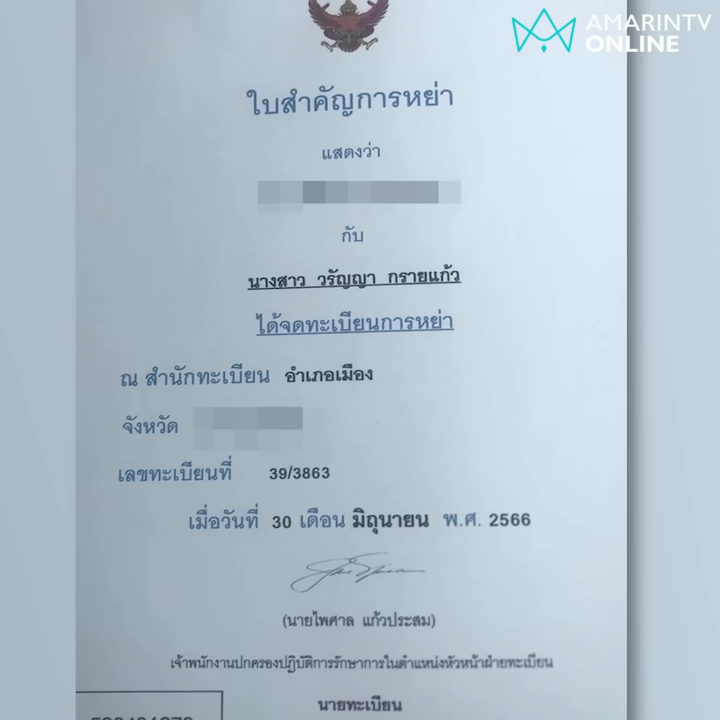 AMARINTV
ONLINE
ใบสำคัญการหย่า
แสดงว่า
กับ
นางสาว วรัญญา กรายแก้ว
ได้จดทะเบียนการหย่า
ณ สำนักทะเบียน อำเภอเมือง
จังหวัด
เลขทะเบียนที่ 39/3863
เมื่อวันที่ 30 เดือน มิถุนายน พ.ศ. 2566
(นายไพศาล แก้วประสม)
เจ้าพนักงานปกครองปฏิบัติการรักษาการในตำแหน่งหัวหน้าฝ่ายทะเบียน
นายทะเบียน